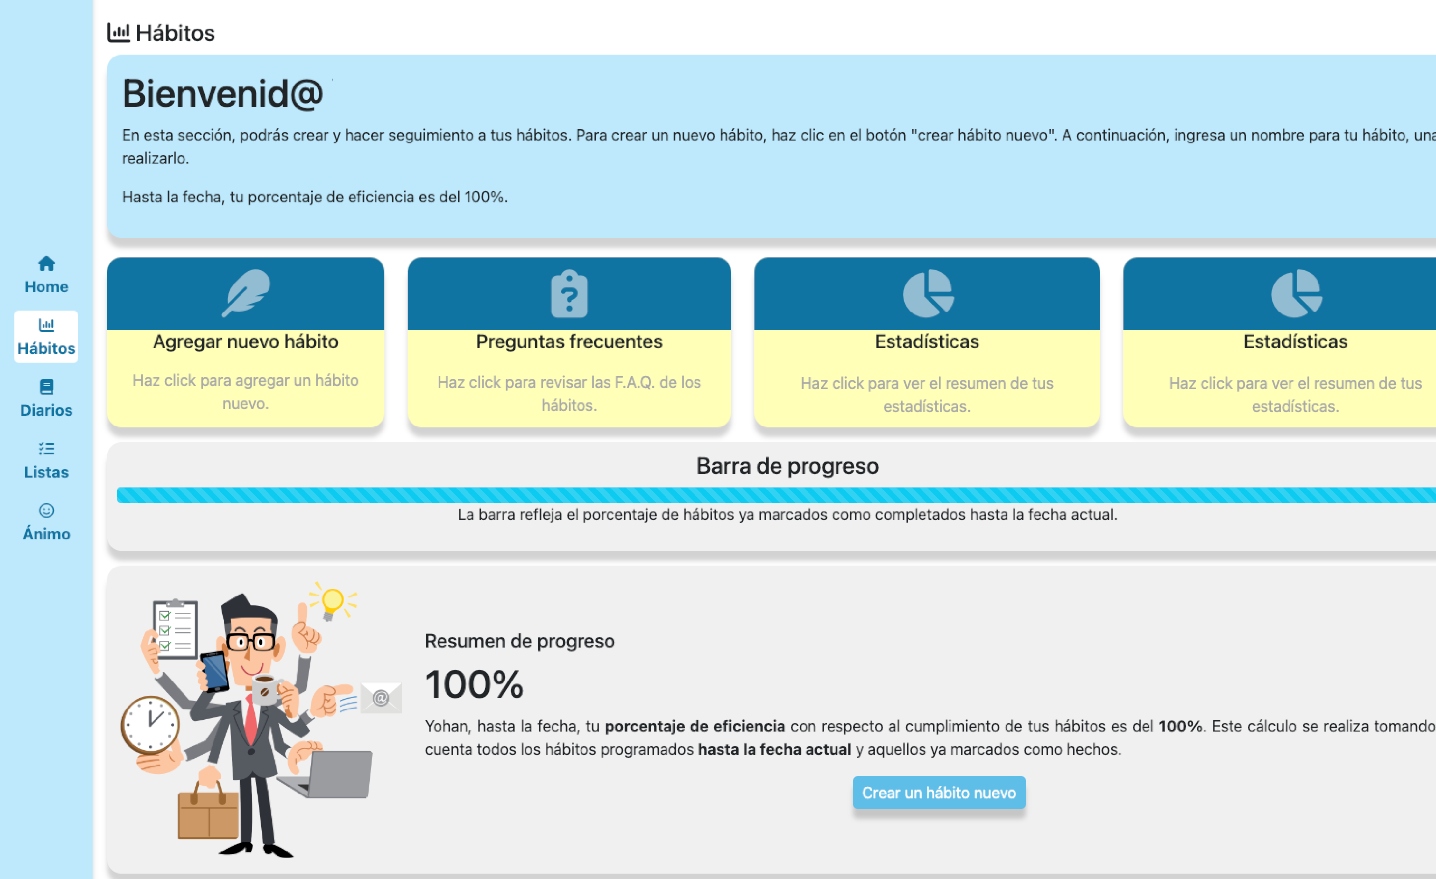 Hábitos
Bienvenid@
En esta sección, podrás crear y hacer seguimiento a tus hábitos. Para crear un nuevo hábito, haz clic en el botón "crear hábito nuevo". A continuación, ingresa un nombre para tu hábito, una
realizarlo.
Hasta la fecha, tu porcentaje de eficiencia es del 100%.
Home
Hábitos
Diarios
Listas
Ánimo
Agregar nuevo hábito
Haz click para agregar un hábito
nuevo.
Preguntas frecuentes
Haz click para revisar las F.A.Q. de los
hábitos.
Estadísticas
Haz click para ver el resumen de tus
estadísticas.
Estadísticas
Haz click para ver el resumen de tus
estadísticas.
Barra de progreso
La barra refleja el porcentaje de hábitos ya marcados como completados hasta la fecha actual.
Resumen de progreso
100%
Yohan, hasta la fecha, tu porcentaje de eficiencia con respecto al cumplimiento de tus hábitos es del 100%. Este cálculo se realiza tomando
cuenta todos los hábitos programados hasta la fecha actual y aquellos ya marcados como hechos.
Crear un hábito nuevo